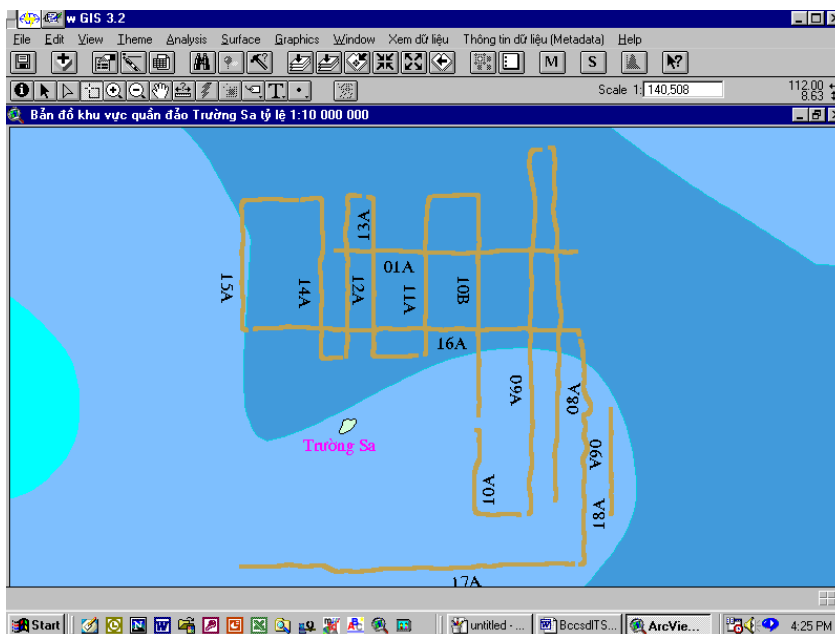 w GIS 3.2
File Edit View Theme Analysis Surface Graphics Window Xem dữ liệu Thông tin dữ liệu (Metadata) Help
M S
Scale 1: 140,508
112.00
8.63
Bản đồ khu vực quần đảo Trường Sa tỷ lệ 1:10 000 000
13A
01A
15A
14A
12A
11A
10B
16A
09A
08A
Trường Sa
06A
10A
18A
17A
Start
untitled - ...
BccsdlTS...
ArcVie...
4:25 PM